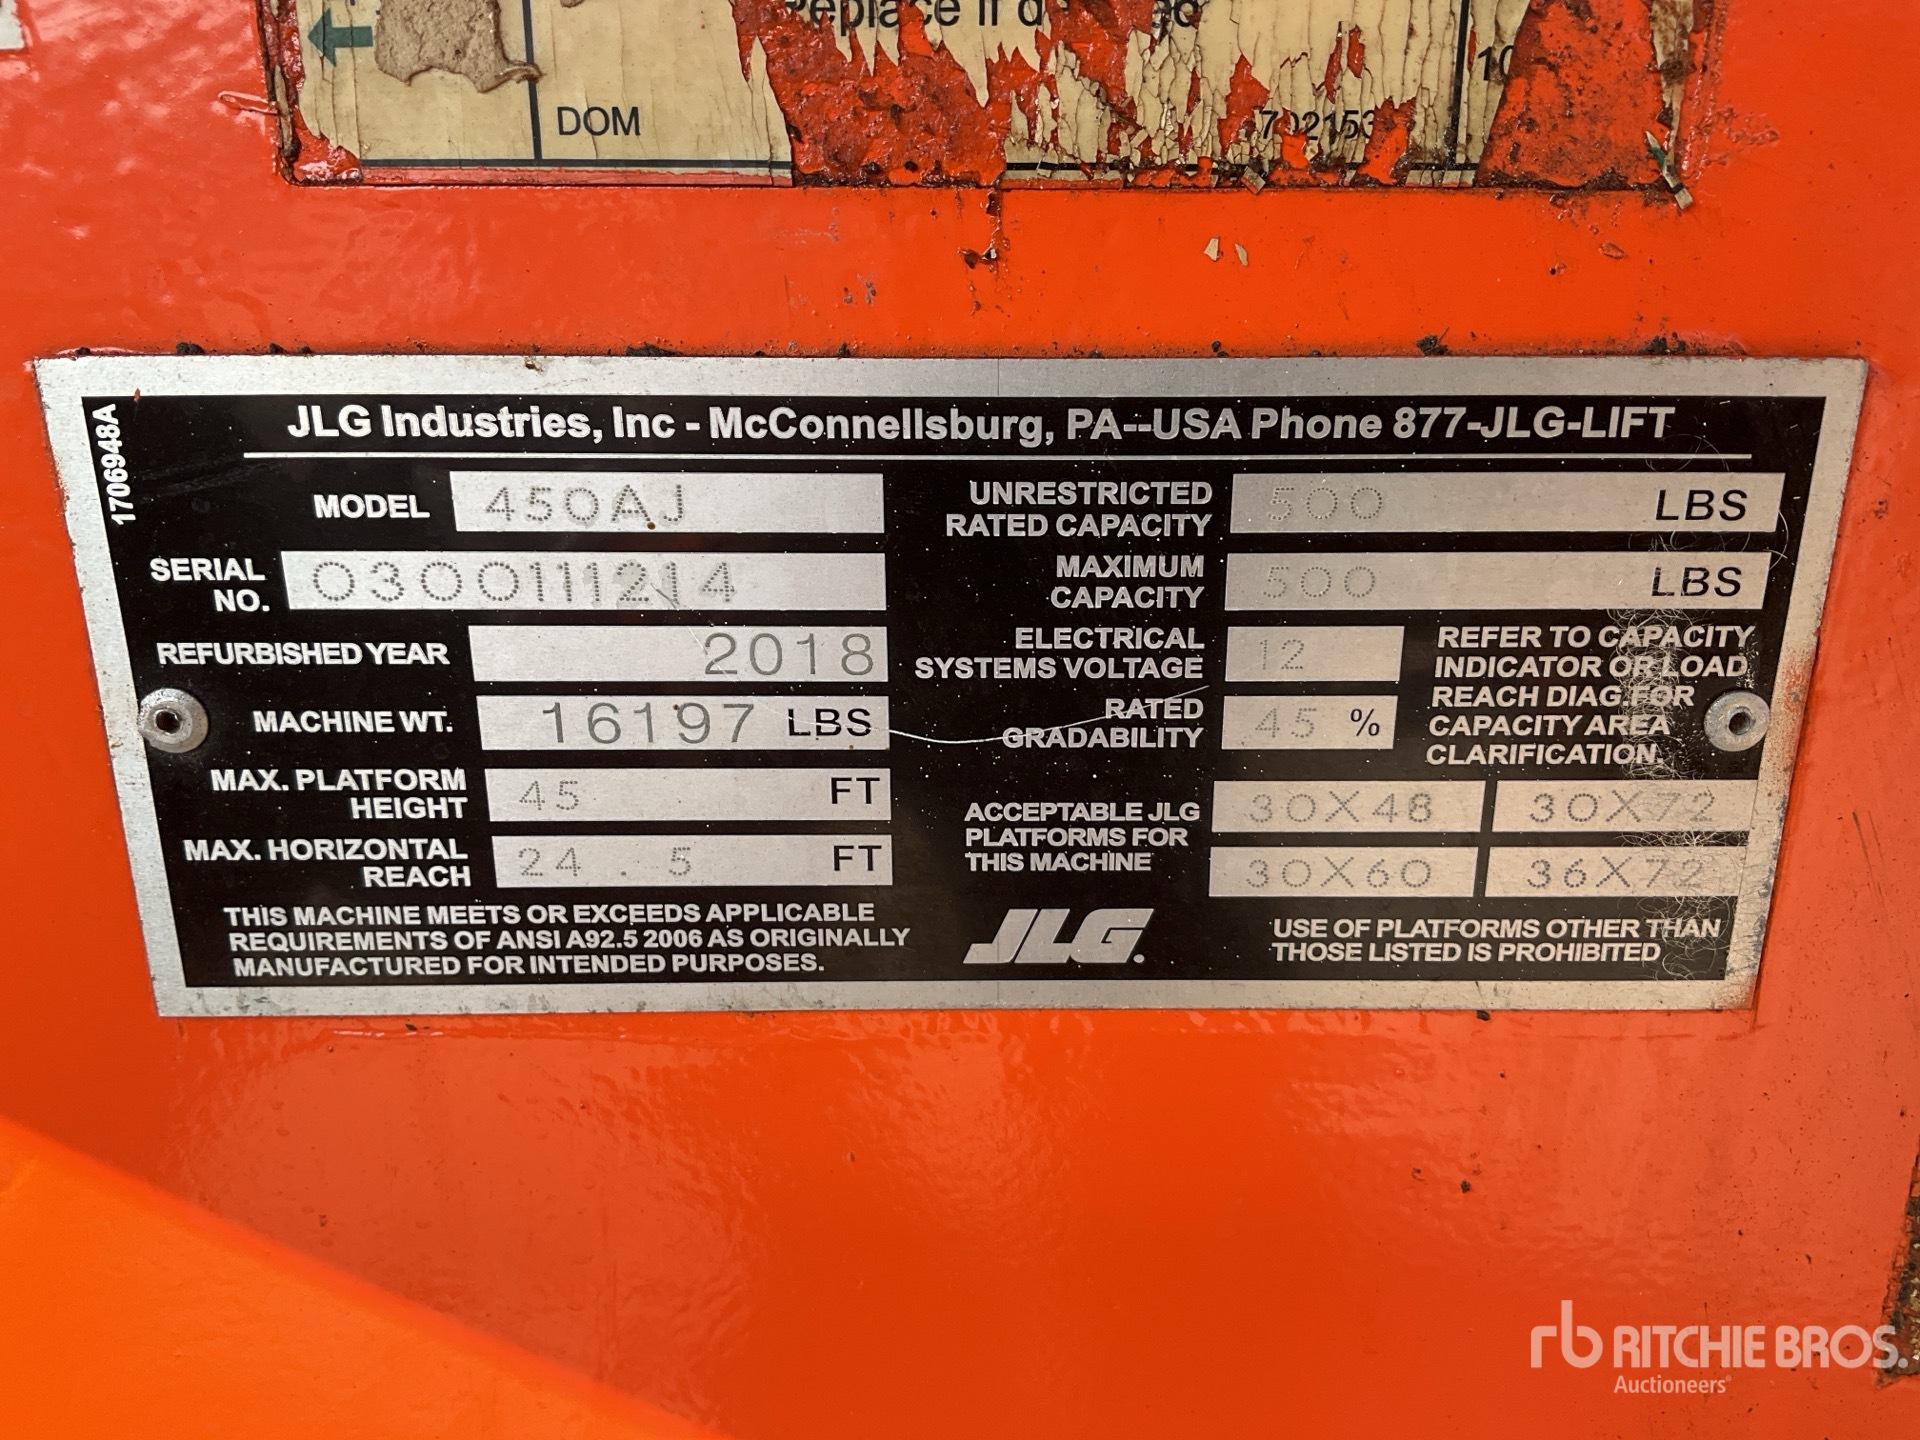 Replace if
DOM
JLG Industries, Inc - McConnellsburg, PA--USA Phone 877-JLG-LIFT
17069448A
MODEL 450AJ
SERIAL NO. 0300111214
REFURBISHED YEAR 2018
MACHINE WT. 16197 LBS
MAX. PLATFORM HEIGHT 45 FT
MAX. HORIZONTAL REACH 24.5 FT
THIS MACHINE MEETS OR EXCEEDS APPLICABLE
REQUIREMENTS OF ANSI A92.5 2006 AS ORIGINALLY
MANUFACTURED FOR INTENDED PURPOSES.
UNRESTRICTED RATED CAPACITY 500 LBS
MAXIMUM CAPACITY 500 LBS
ELECTRICAL SYSTEMS VOLTAGE 12
RATED GRADABILITY 45 %
REFER TO CAPACITY
INDICATOR OR LOAD
REACH DIAG FOR
CAPACITY AREA
CLARIFICATION.
ACCEPTABLE JLG
PLATFORMS FOR
THIS MACHINE
30X48 30X72
30X60 36X72
JLG.
USE OF PLATFORMS OTHER THAN
THOSE LISTED IS PROHIBITED
rb RITCHIE BROS.
Auctioneers